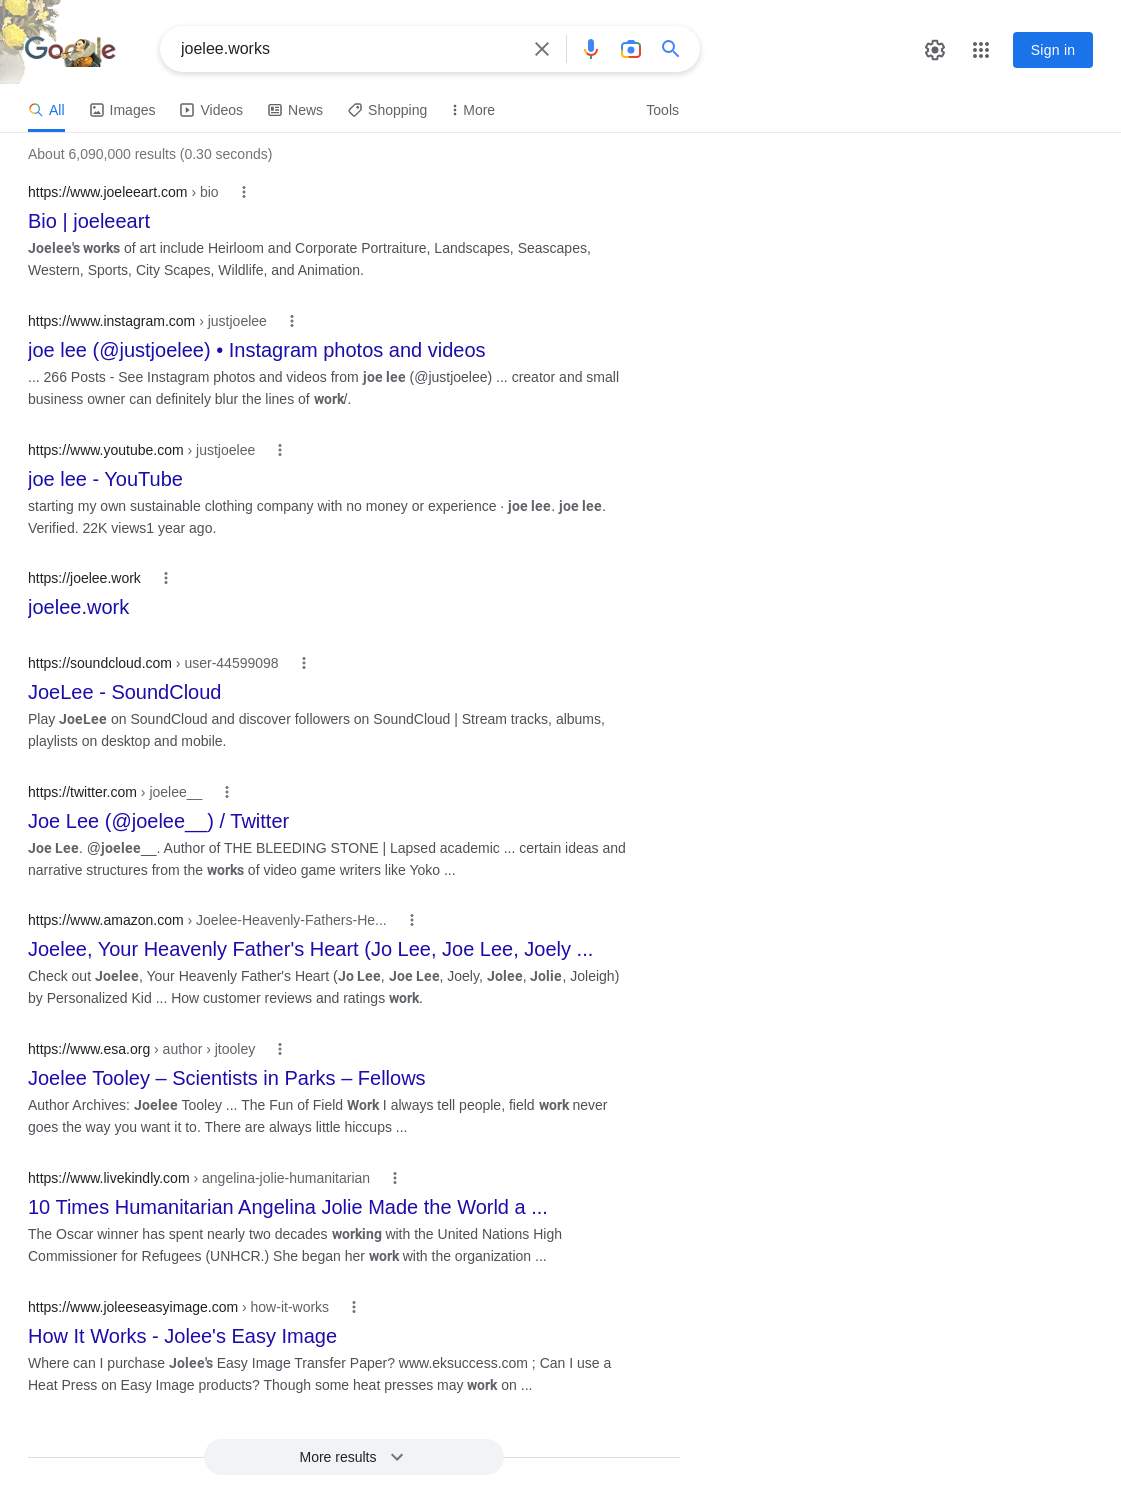 Google
joelee.works
Sign in
All
Images
Videos
News
Shopping
More
Tools
About 6,090,000 results (0.30 seconds)
https://www.joeleeart.com › bio
Bio | joeleeart
Joelee's works of art include Heirloom and Corporate Portraiture, Landscapes, Seascapes,
Western, Sports, City Scapes, Wildlife, and Animation.
https://www.instagram.com › justjoelee
joe lee (@justjoelee) • Instagram photos and videos
... 266 Posts - See Instagram photos and videos from joe lee (@justjoelee) ... creator and small
business owner can definitely blur the lines of work/.
https://www.youtube.com › justjoelee
joe lee - YouTube
starting my own sustainable clothing company with no money or experience · joe lee. joe lee.
Verified. 22K views1 year ago.
https://joelee.work
joelee.work
https://soundcloud.com › user-44599098
JoeLee - SoundCloud
Play JoeLee on SoundCloud and discover followers on SoundCloud | Stream tracks, albums,
playlists on desktop and mobile.
https://twitter.com › joelee__
Joe Lee (@joelee__) / Twitter
Joe Lee. @joelee__. Author of THE BLEEDING STONE | Lapsed academic ... certain ideas and
narrative structures from the works of video game writers like Yoko ...
https://www.amazon.com › Joelee-Heavenly-Fathers-He...
Joelee, Your Heavenly Father's Heart (Jo Lee, Joe Lee, Joely ...
Check out Joelee, Your Heavenly Father's Heart (Jo Lee, Joe Lee, Joely, Jolee, Jolie, Joleigh)
by Personalized Kid ... How customer reviews and ratings work.
https://www.esa.org › author › jtooley
Joelee Tooley – Scientists in Parks – Fellows
Author Archives: Joelee Tooley ... The Fun of Field Work I always tell people, field work never
goes the way you want it to. There are always little hiccups ...
https://www.livekindly.com › angelina-jolie-humanitarian
10 Times Humanitarian Angelina Jolie Made the World a ...
The Oscar winner has spent nearly two decades working with the United Nations High
Commissioner for Refugees (UNHCR.) She began her work with the organization ...
https://www.joleeseasyimage.com › how-it-works
How It Works - Jolee's Easy Image
Where can I purchase Jolee's Easy Image Transfer Paper? www.eksuccess.com ; Can I use a
Heat Press on Easy Image products? Though some heat presses may work on ...
More results